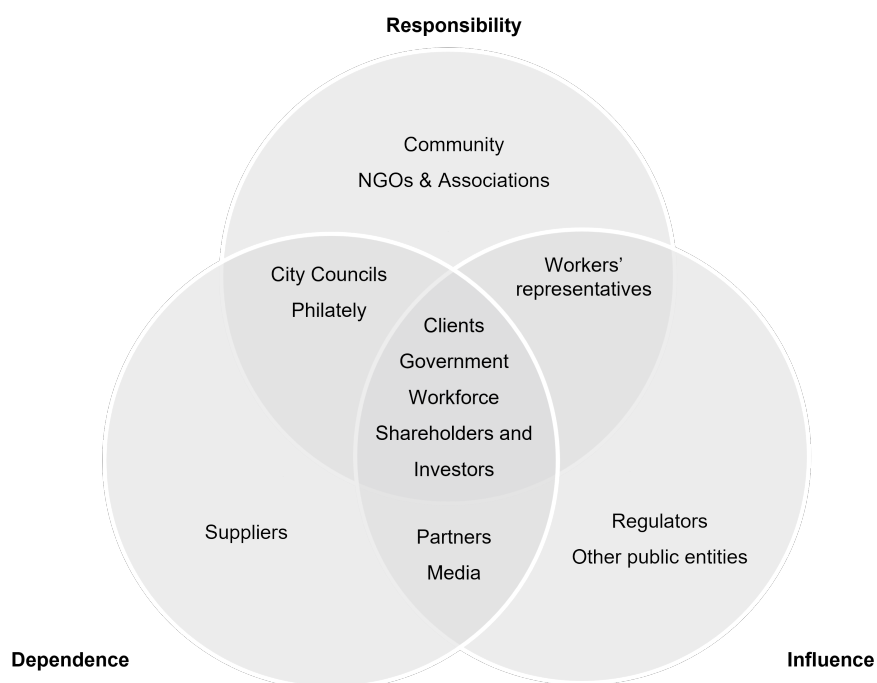 Responsibility
Community
NGOs & Associations
City Councils
Philately
Workers’
representatives
Clients
Government
Workforce
Shareholders and
Investors
Suppliers
Partners
Media
Regulators
Other public entities
Dependence
Influence